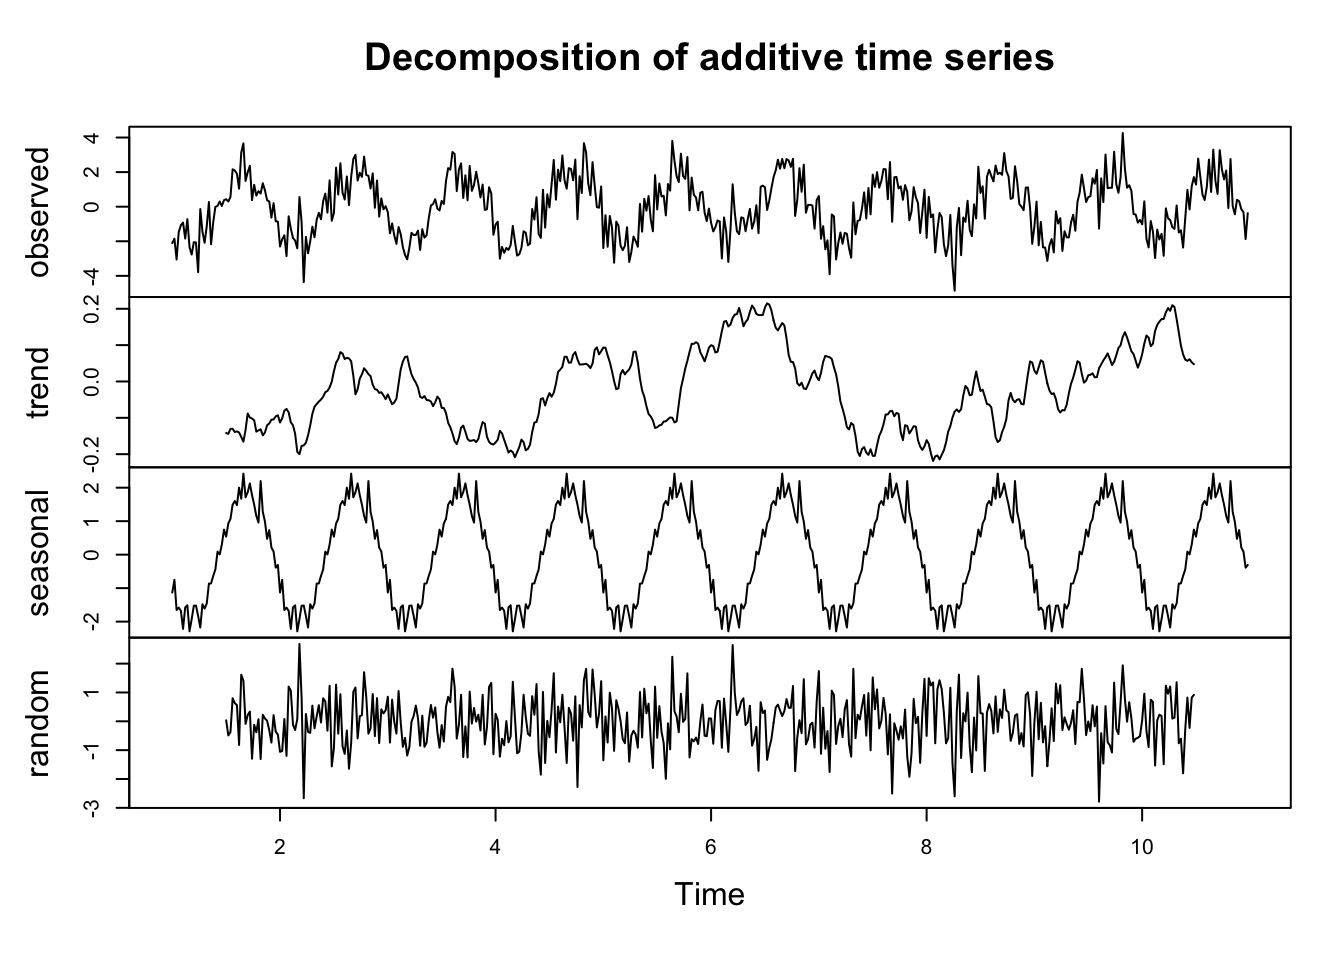 Decomposition of additive time series
observed
4
2
0
-4
trend
0.2
0.0
-0.2
seasonal
2
1
0
-2
random
1
-1
-3
2 4 6 8 10
Time